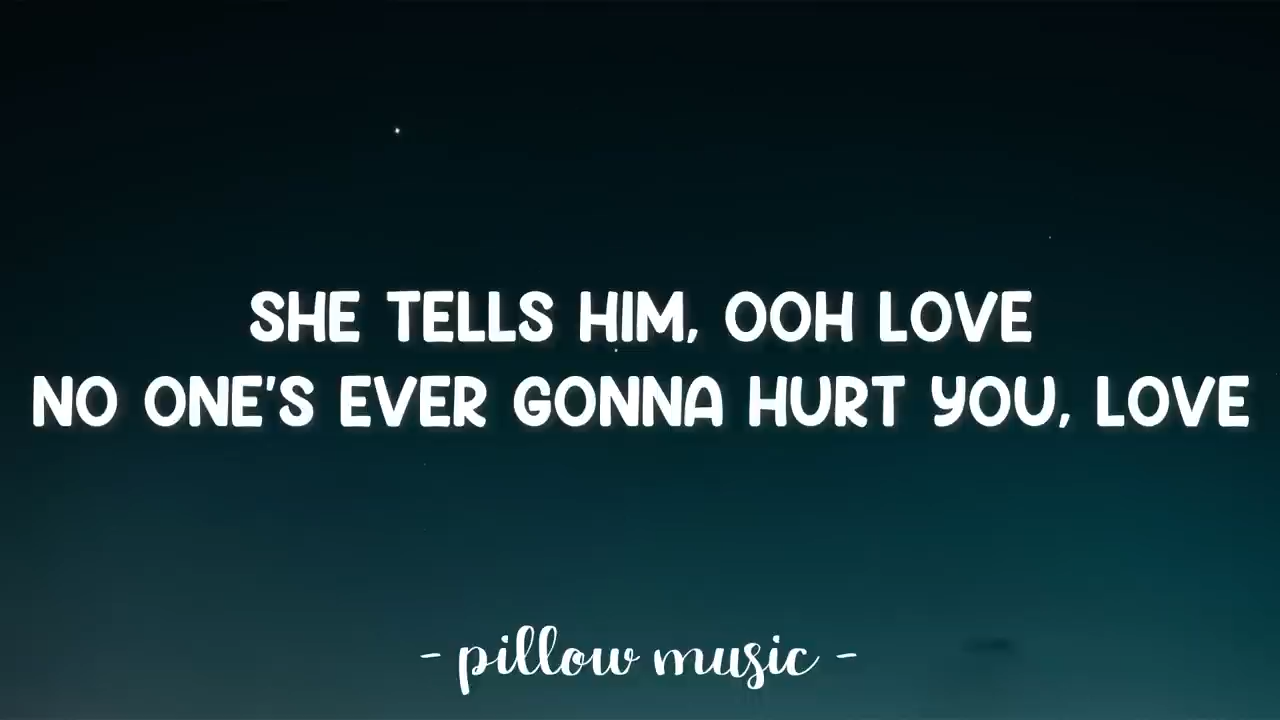 SHE TELLS HIM, OOH LOVE
NO ONE'S EVER GONNA HURT YOU, LOVE
- pillow music -